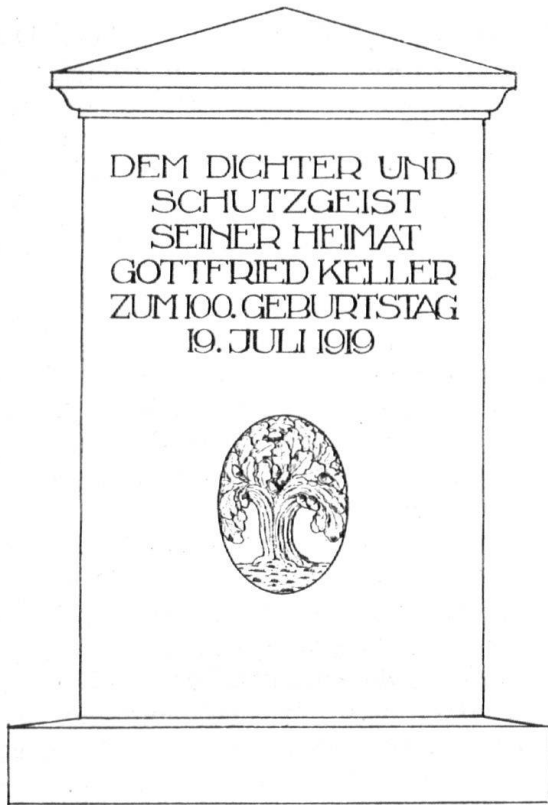 DEM DICHTER UND
SCHUTZGEIST
SEINER HEIMAT
GOTTFRIED KELLER
ZUM 100. GEBURTSTAG
19. JULI 1919